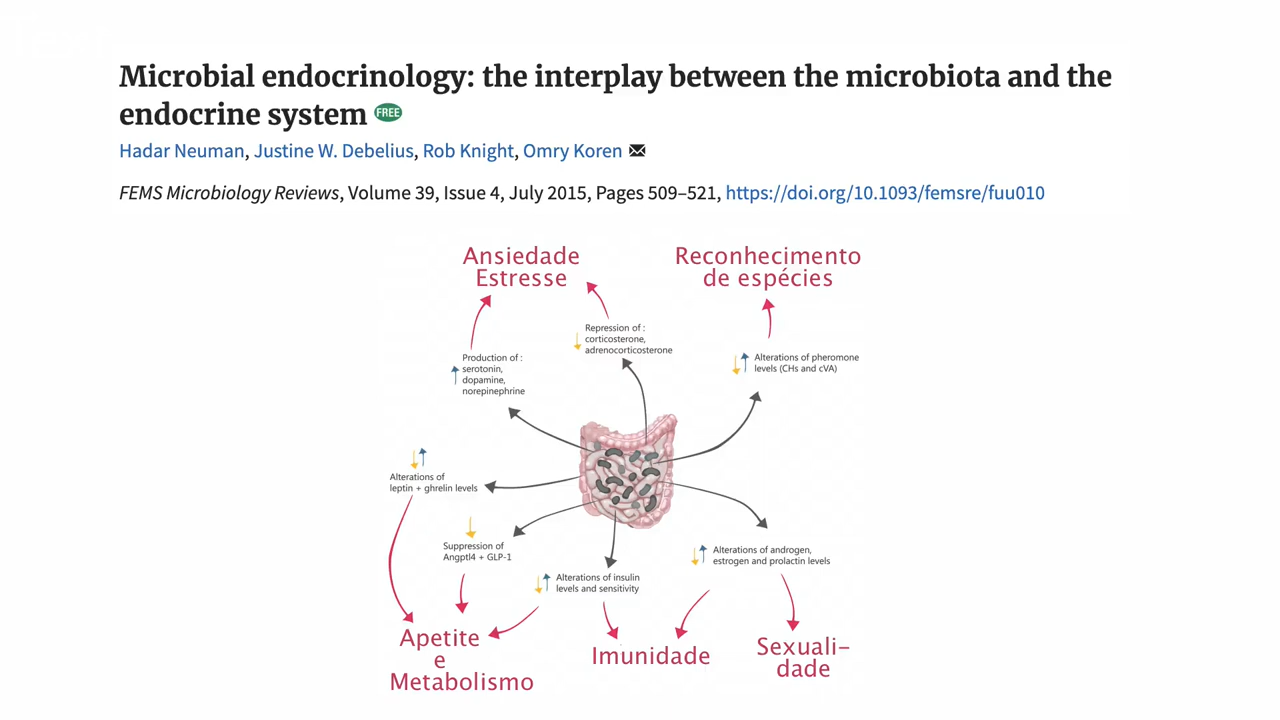 Microbial endocrinology: the interplay between the microbiota and the
endocrine system FREE
Hadar Neuman, Justine W. Debelius, Rob Knight, Omry Koren
FEMS Microbiology Reviews, Volume 39, Issue 4, July 2015, Pages 509–521, https://doi.org/10.1093/femsre/fuu010
Ansiedade
Estresse
Reconhecimento
de espécies
Repression of :
corticosterone,
adrenocorticosterone
Production of :
serotonin,
dopamine,
norepinephrine
Alterations of pheromone
levels (CHs and cVA)
Alterations of
leptin + ghrelin levels
Suppression of
Angptl4 + GLP-1
Alterations of insulin
levels and sensitivity
Alterations of androgen,
estrogen and prolactin levels
Apetite
e
Metabolismo
Imunidade
Sexuali-
dade